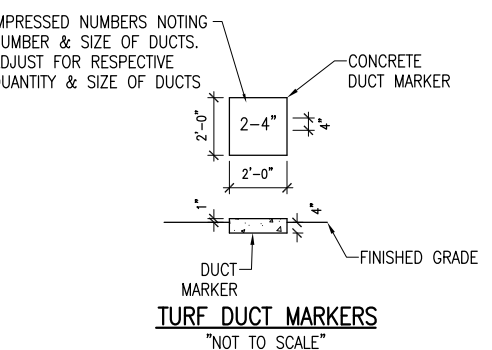 MPRESSED NUMBERS NOTING
UMBER & SIZE OF DUCTS.
DJUST FOR RESPECTIVE
UANTITY & SIZE OF DUCTS
CONCRETE
DUCT MARKER
2'-0"
2-4"
4"
2'-0"
1"
4"
FINISHED GRADE
DUCT
MARKER
TURF DUCT MARKERS
"NOT TO SCALE"